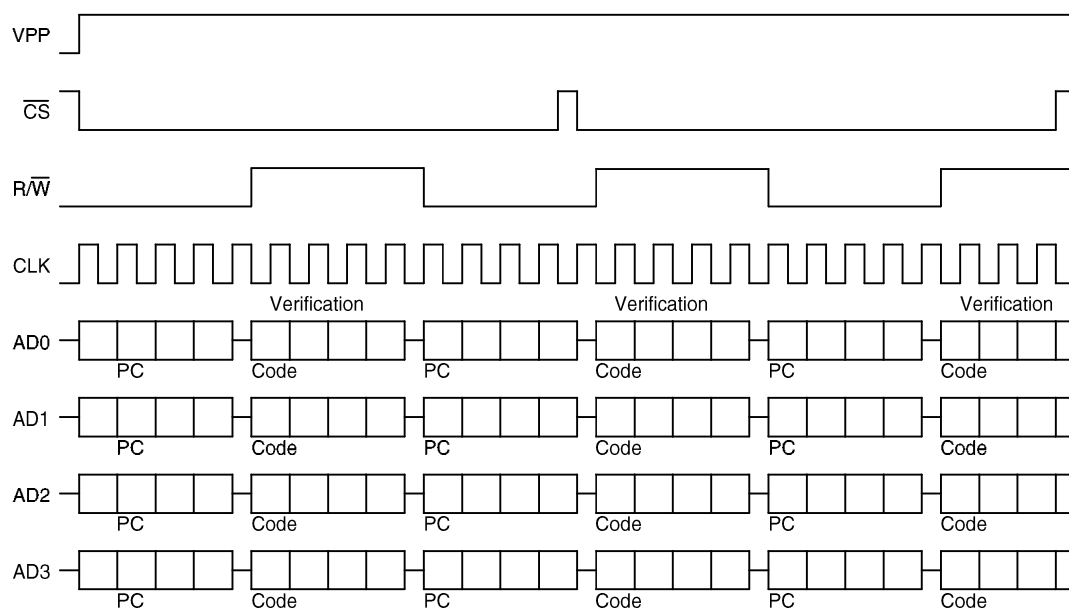 VPP
C̅S̅
R/W̅
CLK
Verification Verification Verification
AD0
PC Code PC Code PC Code
AD1
PC Code PC Code PC Code
AD2
PC Code PC Code PC Code
AD3
PC Code PC Code PC Code